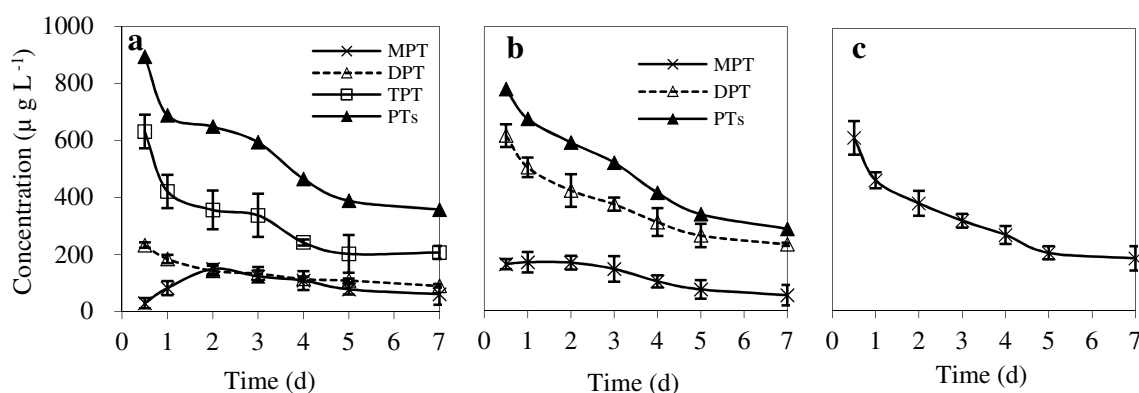 Concentration (µ g L -1)
1000
800
600
400
200
0
a
MPT
DPT
TPT
PTs
0 1 2 3 4 5 6 7
Time (d)
b
MPT
DPT
PTs
0 1 2 3 4 5 6 7
Time (d)
c
0 1 2 3 4 5 6 7
Time (d)